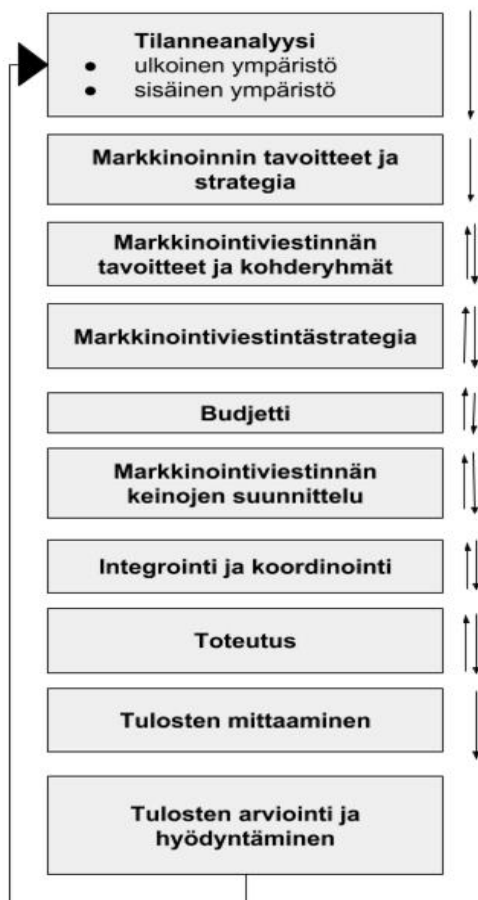 Tilanneanalyysi
● ulkoinen ympäristö
● sisäinen ympäristö
Markkinoinnin tavoitteet ja
strategia
Markkinointiviestinnän
tavoitteet ja kohderyhmät
Markkinointiviestintästrategia
Budjetti
Markkinointiviestinnän
keinojen suunnittelu
Integrointi ja koordinointi
Toteutus
Tulosten mittaaminen
Tulosten arviointi ja
hyödyntäminen